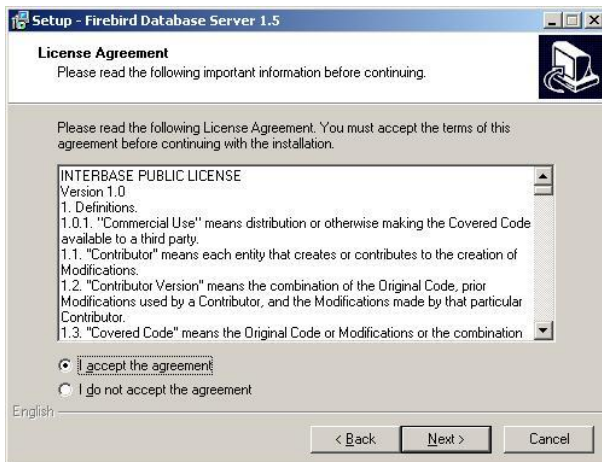 Setup - Firebird Database Server 1.5
License Agreement
Please read the following important information before continuing.
Please read the following License Agreement. You must accept the terms of this
agreement before continuing with the installation.
INTERBASE PUBLIC LICENSE
Version 1.0
1. Definitions.
1.0.1. "Commercial Use" means distribution or otherwise making the Covered Code
available to a third party.
1.1. "Contributor" means each entity that creates or contributes to the creation of
Modifications.
1.2. "Contributor Version" means the combination of the Original Code, prior
Modifications used by a Contributor, and the Modifications made by that particular
Contributor.
1.3. "Covered Code" means the Original Code or Modifications or the combination
I accept the agreement
I do not accept the agreement
English
< Back Next > Cancel